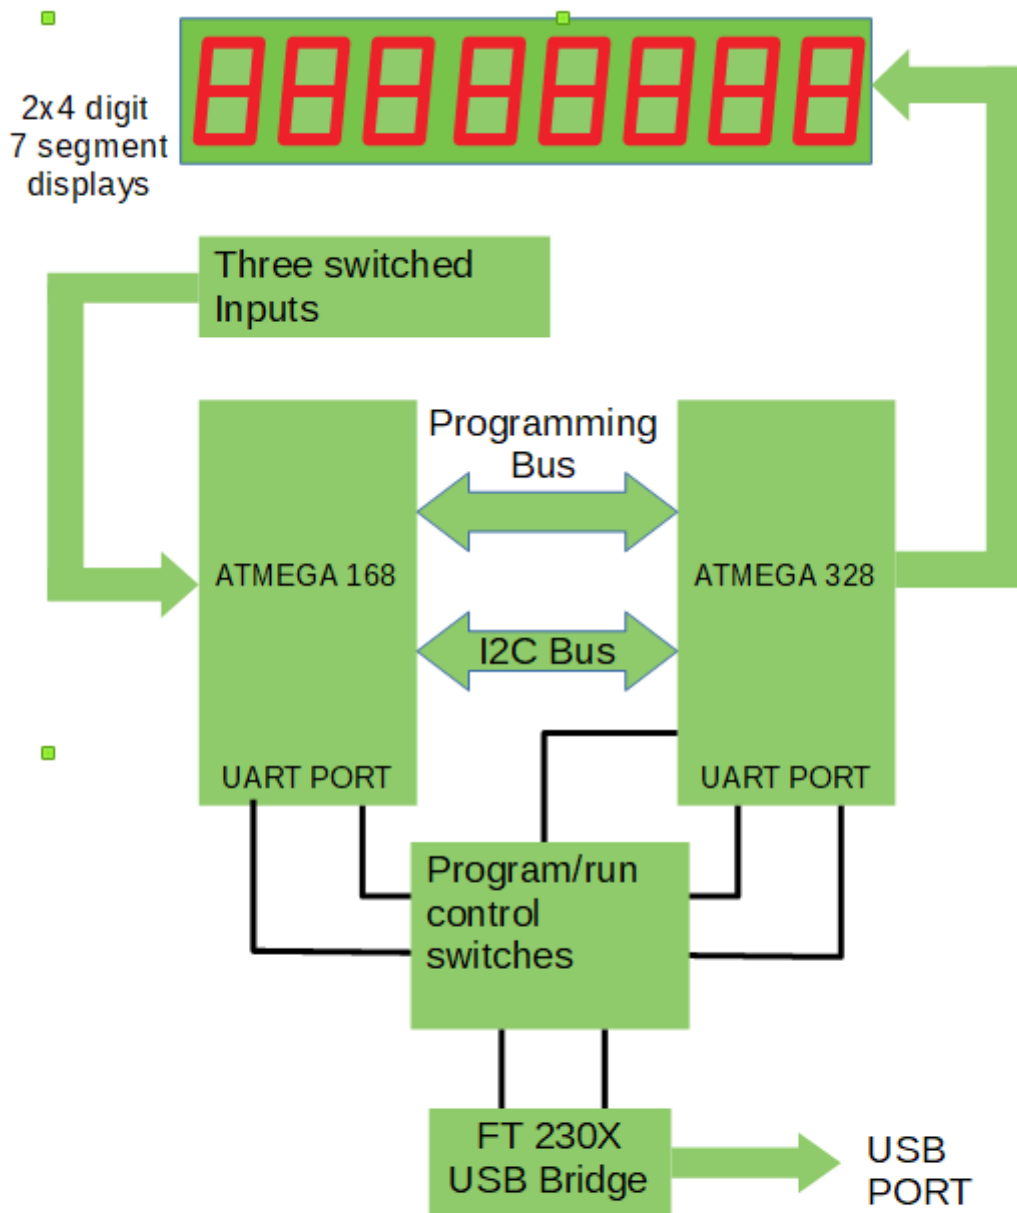 2x4 digit
7 segment
displays
Three switched
Inputs
Programming
Bus
ATMEGA 168
ATMEGA 328
I2C Bus
UART PORT
UART PORT
Program/run
control
switches
FT 230X
USB Bridge
USB
PORT